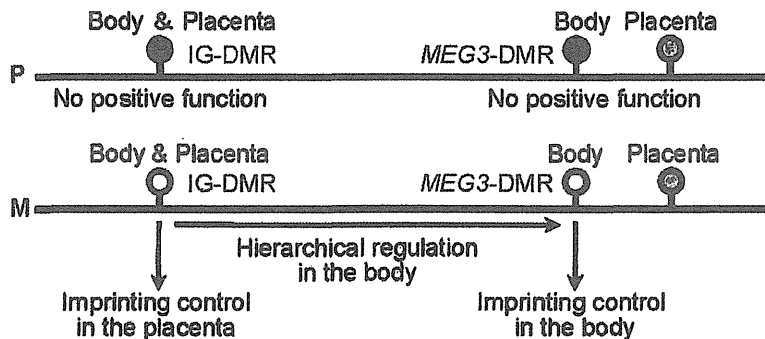 Body & Placenta Body Placenta
IG-DMR MEG3-DMR
P
No positive function No positive function
Body & Placenta Body Placenta
IG-DMR MEG3-DMR
M
Hierarchical regulation
in the body
Imprinting control Imprinting control
in the placenta in the body